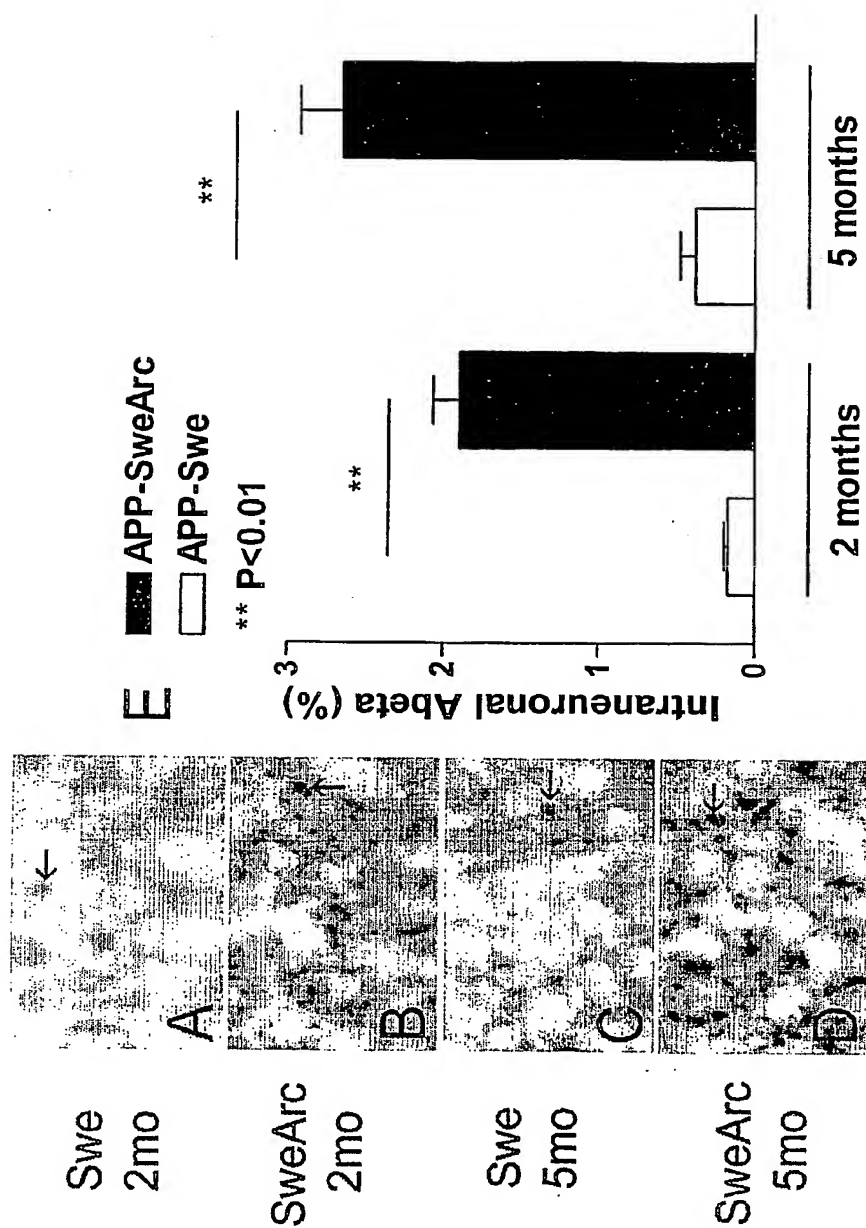 Swe
2mo
A
SweArc
2mo
B
Swe
5mo
C
SweArc
5mo
D
E
APP-SweArc
APP-Swe
** P<0.01
Intraneuronal Abeta (%)
3
2
1
0
**
**
2 months
5 months